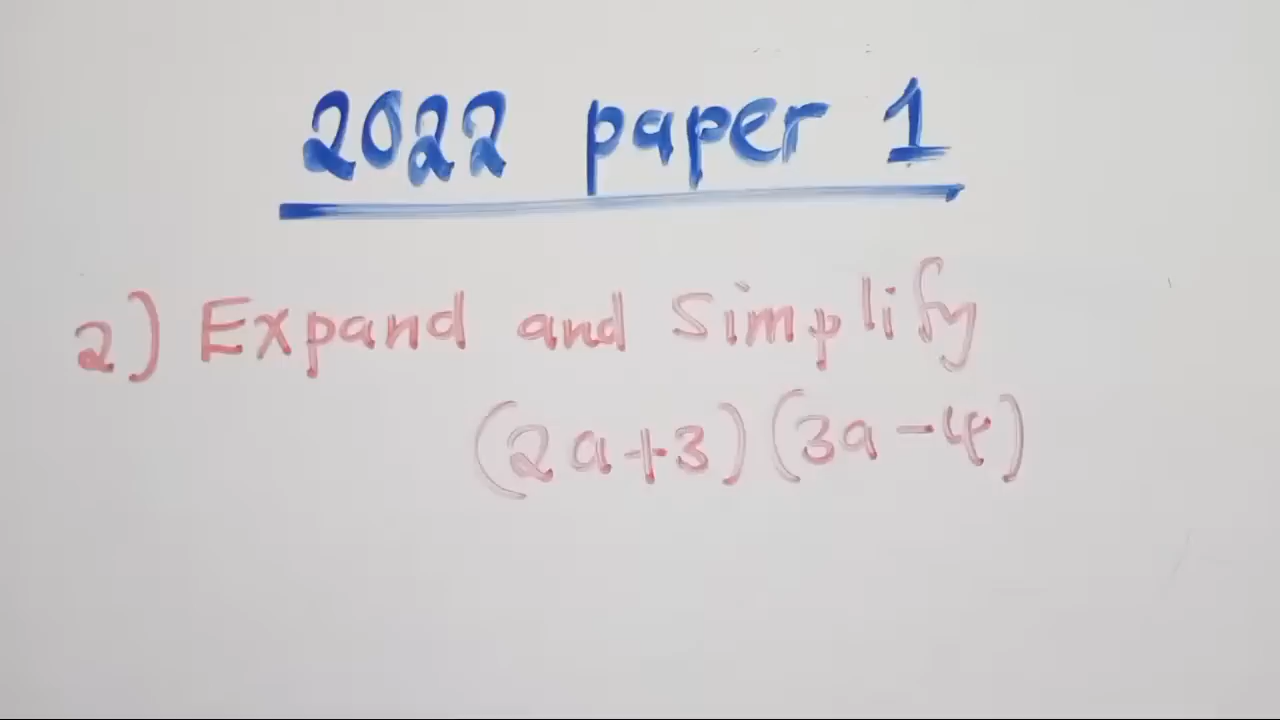 2022 paper 1
2) Expand and Simplify
(2a+3)(3a-4)